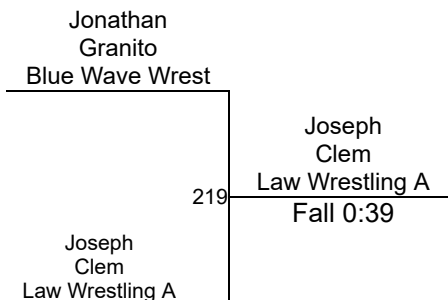 Jonathan
Granito
Blue Wave Wrest
Joseph
Clem
Law Wrestling A
219
Fall 0:39
Joseph
Clem
Law Wrestling A